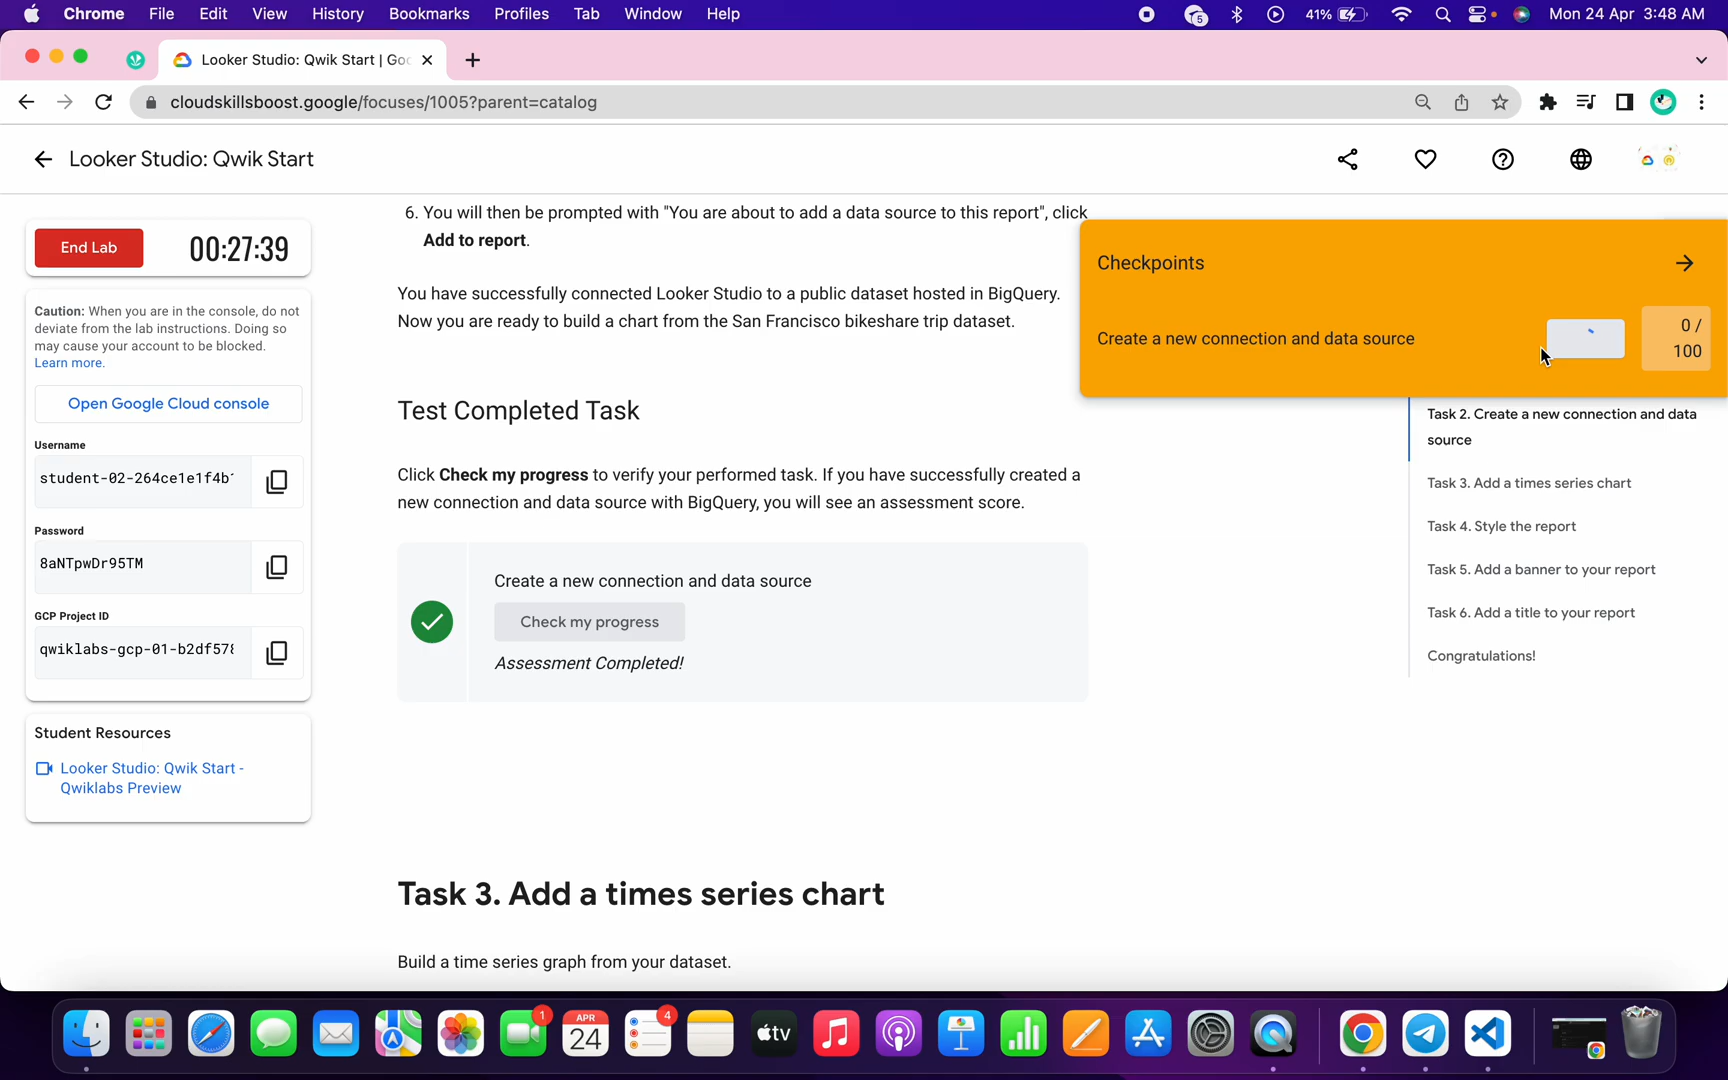 Chrome File Edit View History Bookmarks Profiles Tab Window Help 5 41% Mon 24 Apr 3:48 AM
Looker Studio: Qwik Start | Goo
cloudskillsboost.google/focuses/1005?parent=catalog
Looker Studio: Qwik Start
End Lab 00:27:39
Caution: When you are in the console, do not
deviate from the lab instructions. Doing so
may cause your account to be blocked.
Learn more.
Open Google Cloud console
Username
student-02-264ce1e1f4b
Password
8aNTpwDr95TM
GCP Project ID
qwiklabs-gcp-01-b2df578
Student Resources
Looker Studio: Qwik Start -
Qwiklabs Preview
6. You will then be prompted with "You are about to add a data source to this report", click
Add to report.
You have successfully connected Looker Studio to a public dataset hosted in BigQuery.
Now you are ready to build a chart from the San Francisco bikeshare trip dataset.
Test Completed Task
Click Check my progress to verify your performed task. If you have successfully created a
new connection and data source with BigQuery, you will see an assessment score.
Create a new connection and data source
Check my progress
Assessment Completed!
Task 3. Add a times series chart
Build a time series graph from your dataset.
Checkpoints
Create a new connection and data source
0 /
100
Task 2. Create a new connection and data
source
Task 3. Add a times series chart
Task 4. Style the report
Task 5. Add a banner to your report
Task 6. Add a title to your report
Congratulations!
1
APR
24
4
tv